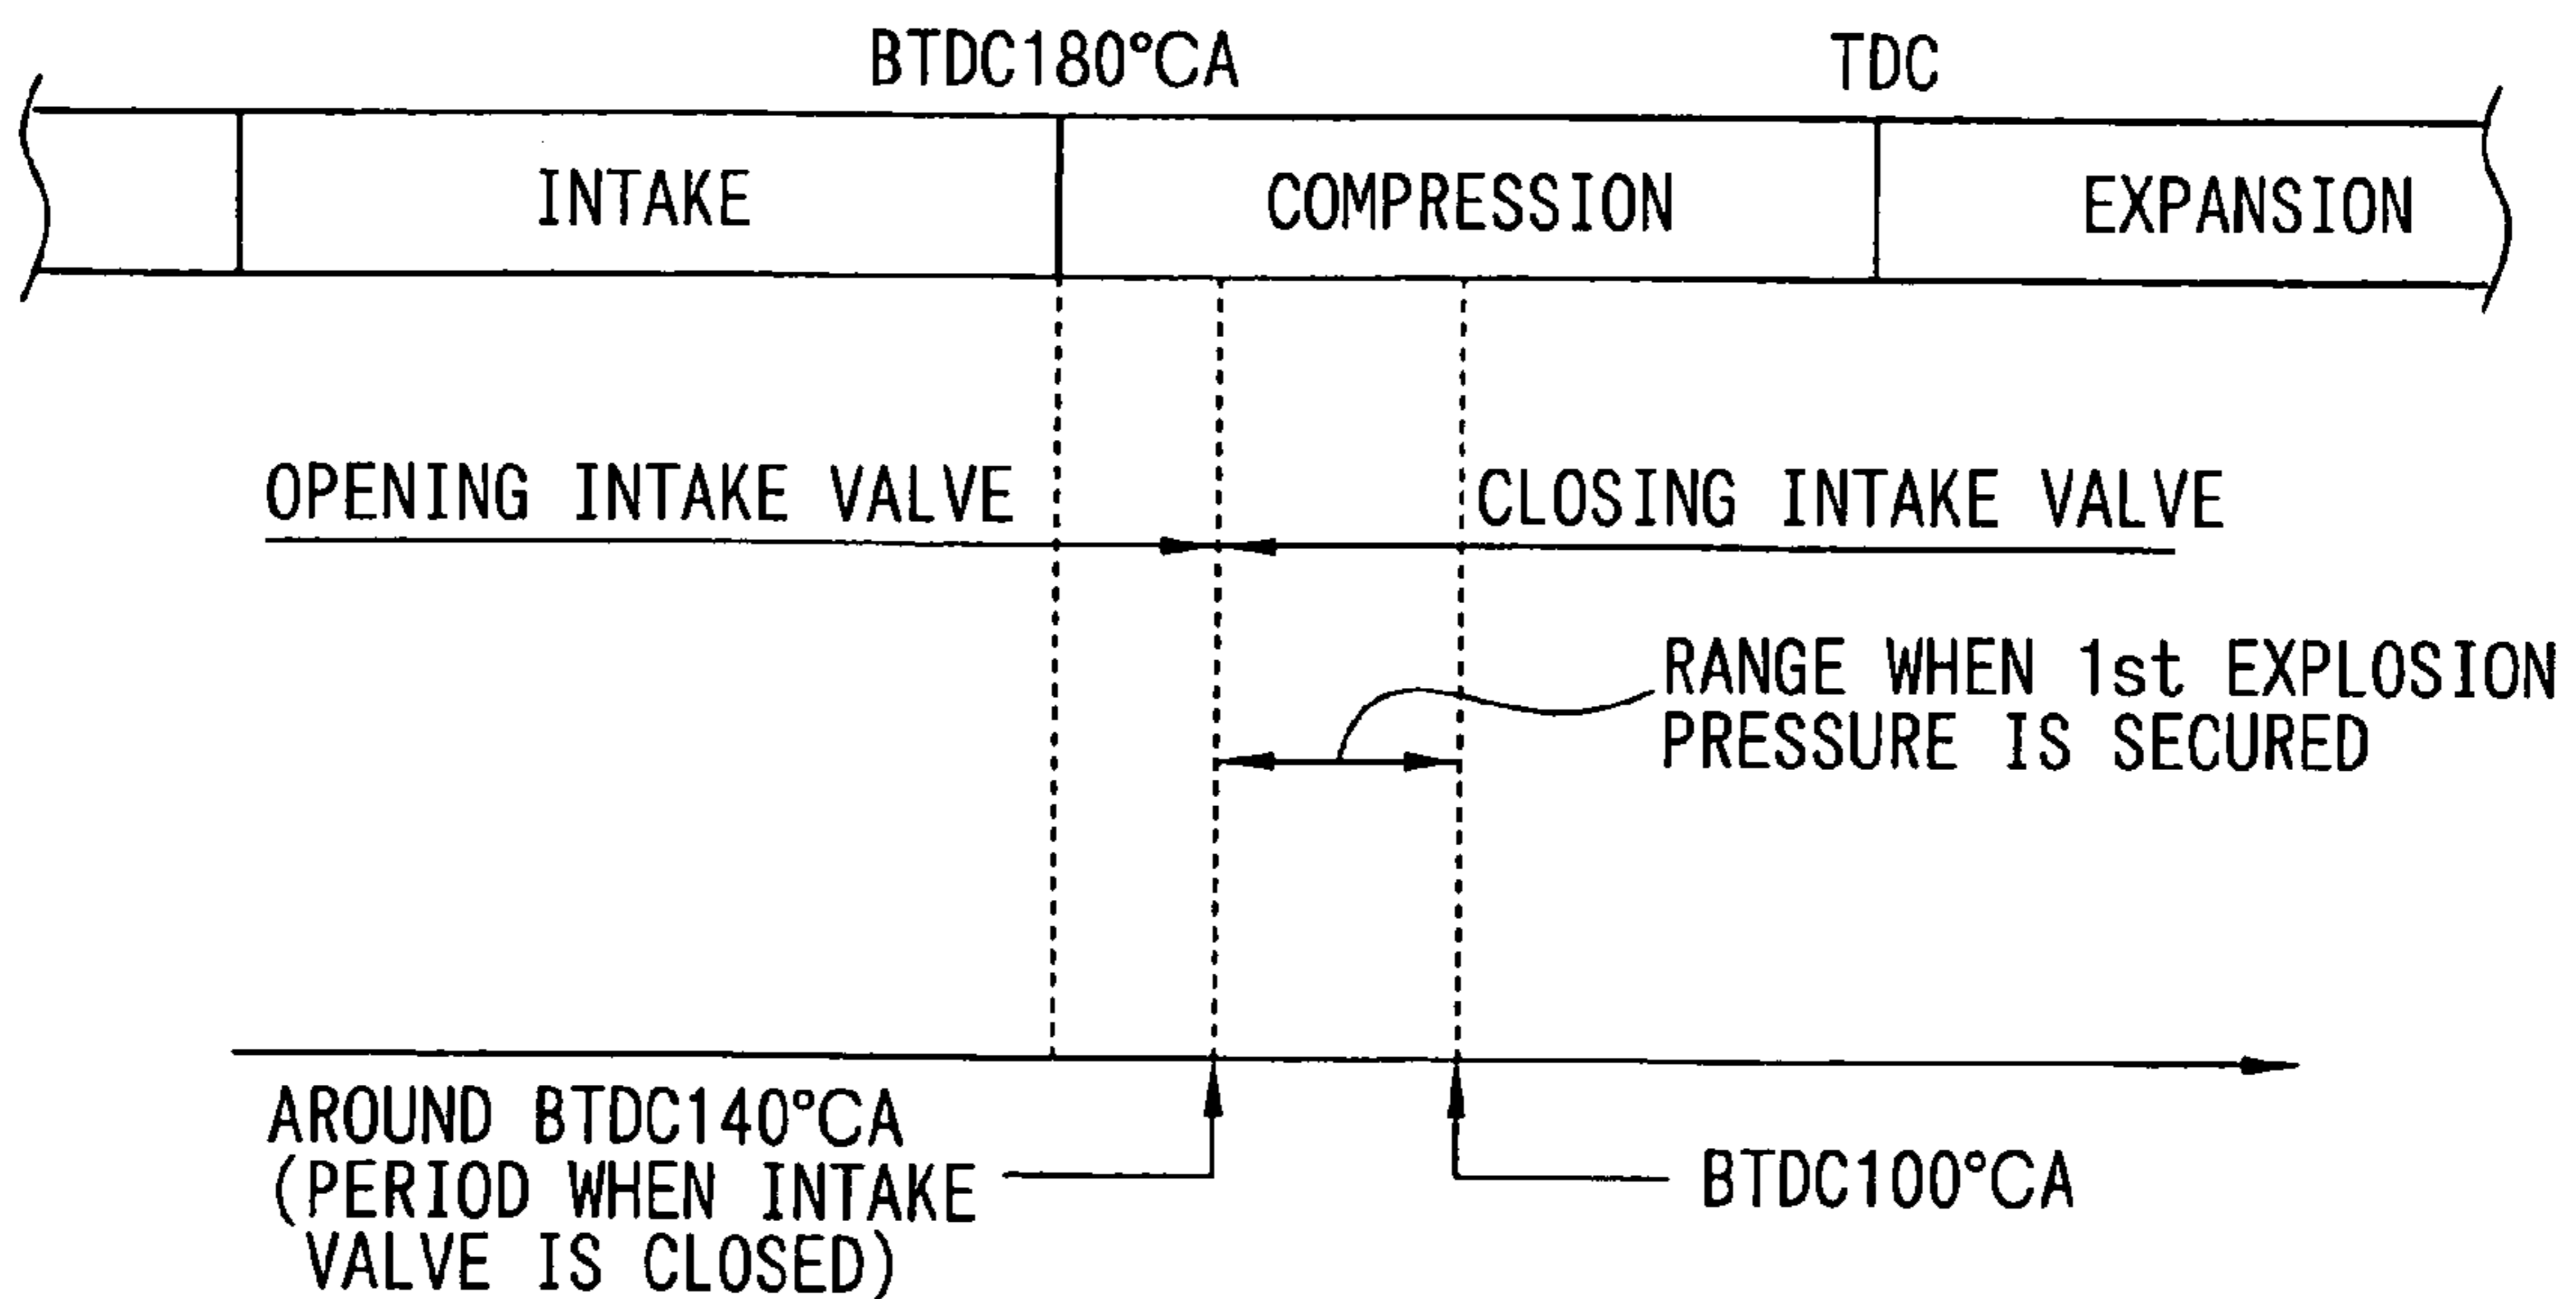 BTDC180°CA
TDC
INTAKE
COMPRESSION
EXPANSION
OPENING INTAKE VALVE
CLOSING INTAKE VALVE
RANGE WHEN 1st EXPLOSION
PRESSURE IS SECURED
AROUND BTDC140°CA
(PERIOD WHEN INTAKE
VALVE IS CLOSED)
BTDC100°CA